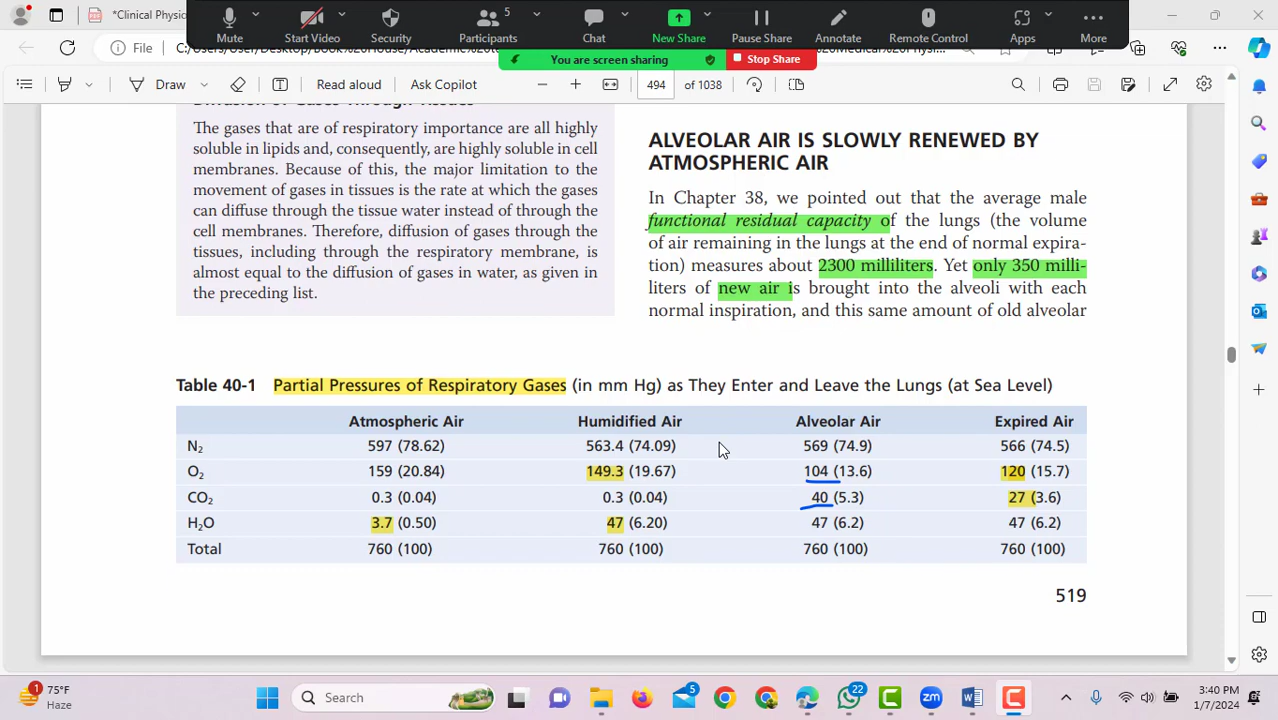 *Clinical Physi
Mute
Start Video
Security
5
Participants
Chat
New Share
Pause Share
Annotate
Remote Control
Apps
More
You are screen sharing
Stop Share
File
Draw
Read aloud
Ask Copilot
494
of 1038
The gases that are of respiratory importance are all highly
soluble in lipids and, consequently, are highly soluble in cell
membranes. Because of this, the major limitation to the
movement of gases in tissues is the rate at which the gases
can diffuse through the tissue water instead of through the
cell membranes. Therefore, diffusion of gases through the
tissues, including through the respiratory membrane, is
almost equal to the diffusion of gases in water, as given in
the preceding list.
ALVEOLAR AIR IS SLOWLY RENEWED BY
ATMOSPHERIC AIR
In Chapter 38, we pointed out that the average male
functional residual capacity of the lungs (the volume
of air remaining in the lungs at the end of normal expira-
tion) measures about 2300 milliliters. Yet only 350 milli-
liters of new air is brought into the alveoli with each
normal inspiration, and this same amount of old alveolar
Table 40-1 Partial Pressures of Respiratory Gases (in mm Hg) as They Enter and Leave the Lungs (at Sea Level)
Atmospheric Air Humidified Air Alveolar Air Expired Air
N₂ 597 (78.62) 563.4 (74.09) 569 (74.9) 566 (74.5)
O₂ 159 (20.84) 149.3 (19.67) 104 (13.6) 120 (15.7)
CO₂ 0.3 (0.04) 0.3 (0.04) 40 (5.3) 27 (3.6)
H₂O 3.7 (0.50) 47 (6.20) 47 (6.2) 47 (6.2)
Total 760 (100) 760 (100) 760 (100) 760 (100)
519
1
75°F
Haze
Search
5
22
zm
3:40 PM
1/7/2024